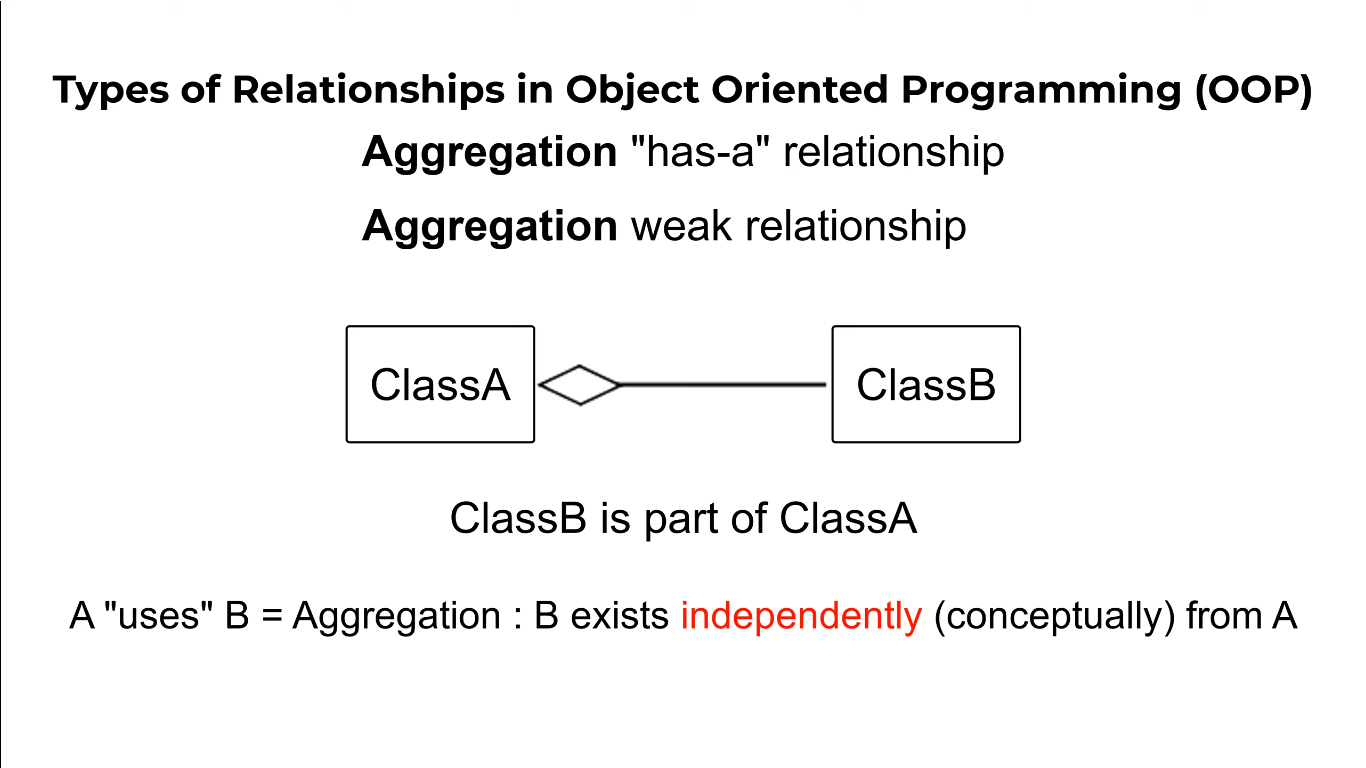 Types of Relationships in Object Oriented Programming (OOP)
Aggregation "has-a" relationship
Aggregation weak relationship
ClassA
ClassB
ClassB is part of ClassA
A "uses" B = Aggregation : B exists independently (conceptually) from A